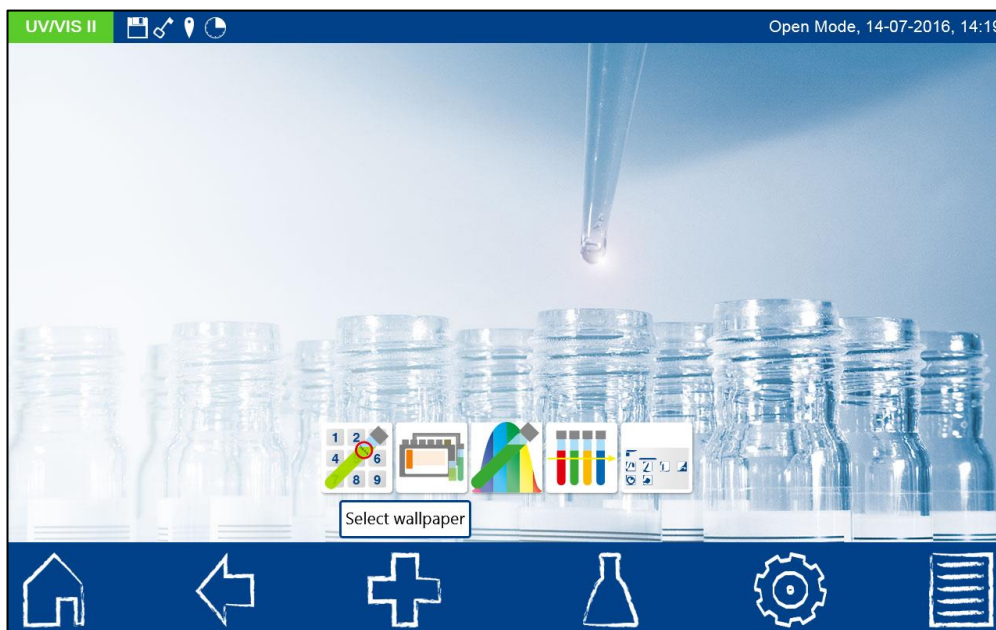 UV/VIS II
Open Mode, 14-07-2016, 14:19
1 2
4 6
8 9
Select wallpaper